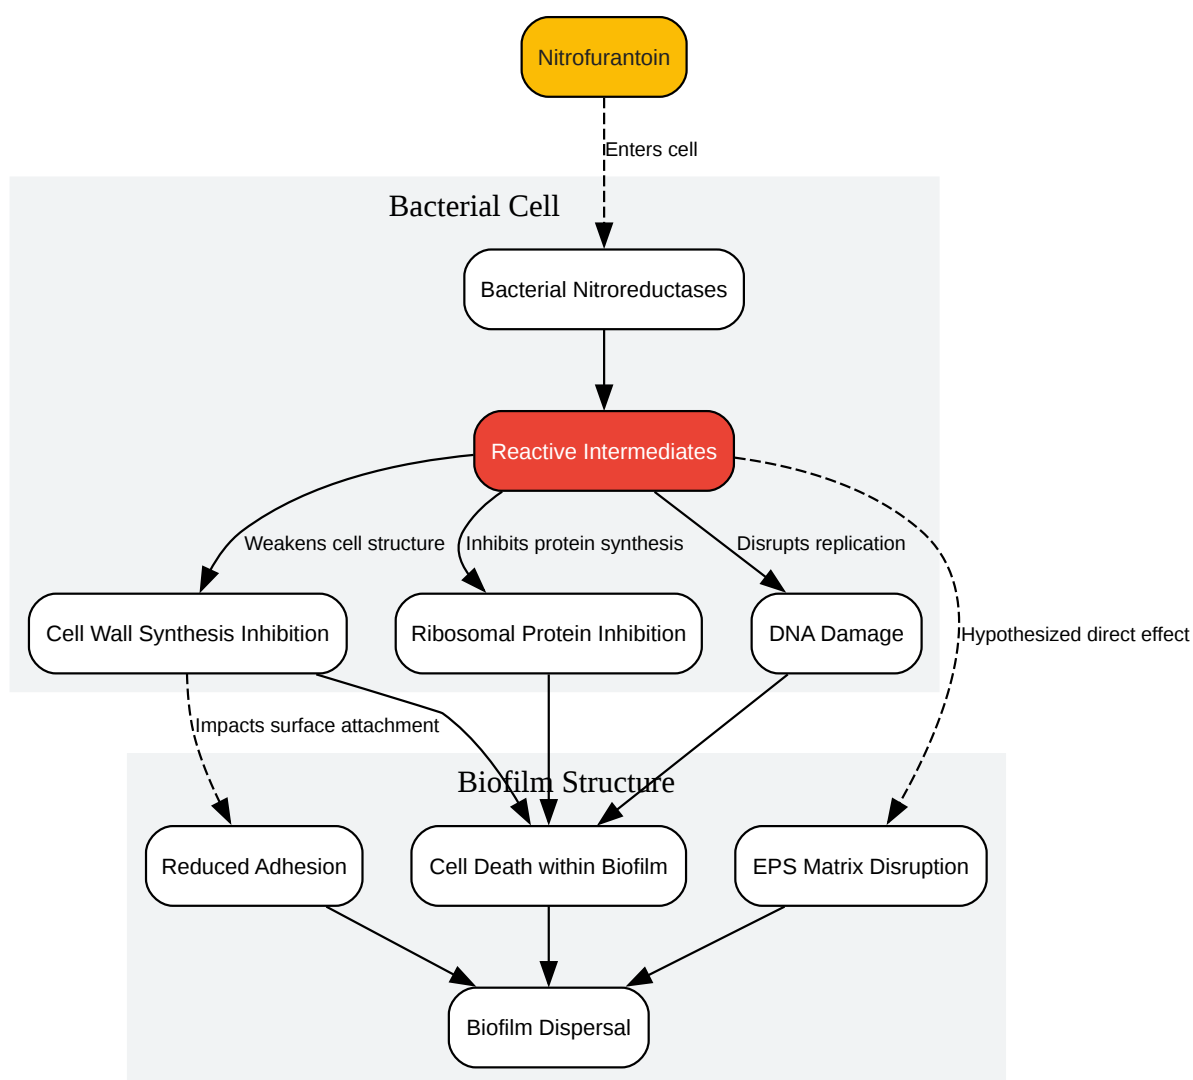 Nitrofurantoin
Enters cell
Bacterial Cell
Bacterial Nitroreductases
Reactive Intermediates
Weakens cell structure
Inhibits protein synthesis
Disrupts replication
Cell Wall Synthesis Inhibition
Ribosomal Protein Inhibition
DNA Damage
Hypothesized direct effect
Impacts surface attachment
Biofilm Structure
Reduced Adhesion
Cell Death within Biofilm
EPS Matrix Disruption
Biofilm Dispersal